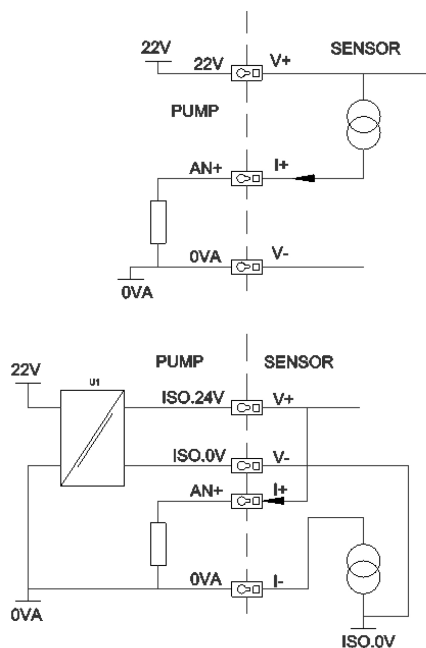 22V
22V
V+
SENSOR
PUMP
AN+
I+
0VA
V-
0VA
PUMP
SENSOR
22V
U1
ISO.24V
V+
ISO.0V
V-
AN+
I+
0VA
I-
0VA
ISO.0V